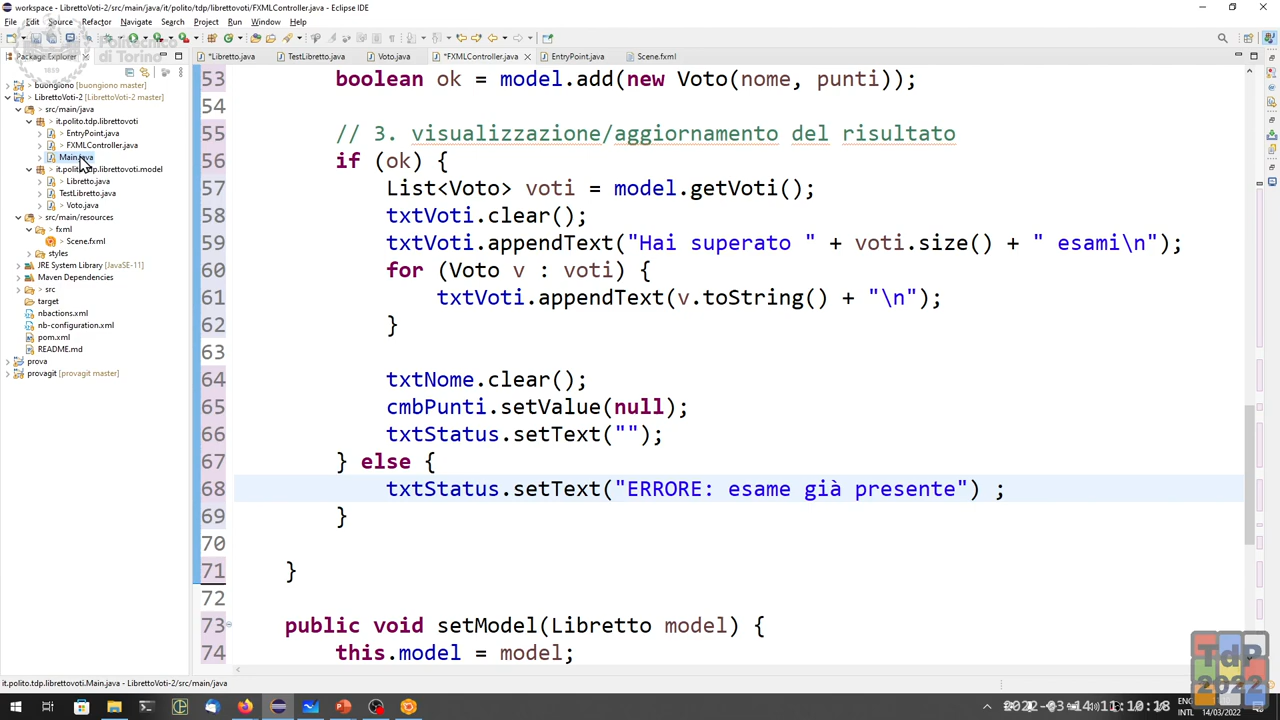 workspace - LibrettoVoti-2/src/main/java/it/polito/tdp/librettovoti/FXMLController.java - Eclipse IDE
File Edit Source Refactor Navigate Search Project Run Window Help
Politecnico
di Torino
1859
Package Explorer
*Libretto.java
TestLibretto.java
Voto.java
*FXMLController.java
EntryPoint.java
Scene.fxml
> buongiorno [buongiorno master]
> LibrettoVoti-2 [LibrettoVoti-2 master]
> src/main/java
> it.polito.tdp.librettovoti
> EntryPoint.java
> FXMLController.java
Main.java
> it.polito.tdp.librettovoti.model
> Libretto.java
TestLibretto.java
> Voto.java
> src/main/resources
> fxml
> Scene.fxml
styles
JRE System Library [JavaSE-11]
Maven Dependencies
> src
target
nbactions.xml
nb-configuration.xml
pom.xml
README.md
prova
provagit [provagit master]
53 boolean ok = model.add(new Voto(nome, punti));
54
55 // 3. visualizzazione/aggiornamento del risultato
56 if (ok) {
57 List<Voto> voti = model.getVoti();
58 txtVoti.clear();
59 txtVoti.appendText("Hai superato " + voti.size() + " esami\n");
60 for (Voto v : voti) {
61 txtVoti.appendText(v.toString() + "\n");
62 }
63
64 txtNome.clear();
65 cmbPunti.setValue(null);
66 txtStatus.setText("");
67 } else {
68 txtStatus.setText("ERRORE: esame già presente") ;
69 }
70
71 }
72
73 public void setModel(Libretto model) {
74 this.model = model;
it.polito.tdp.librettovoti.Main.java - LibrettoVoti-2/src/main/java
TdP
2022
ENG
INTL
14/03/2022